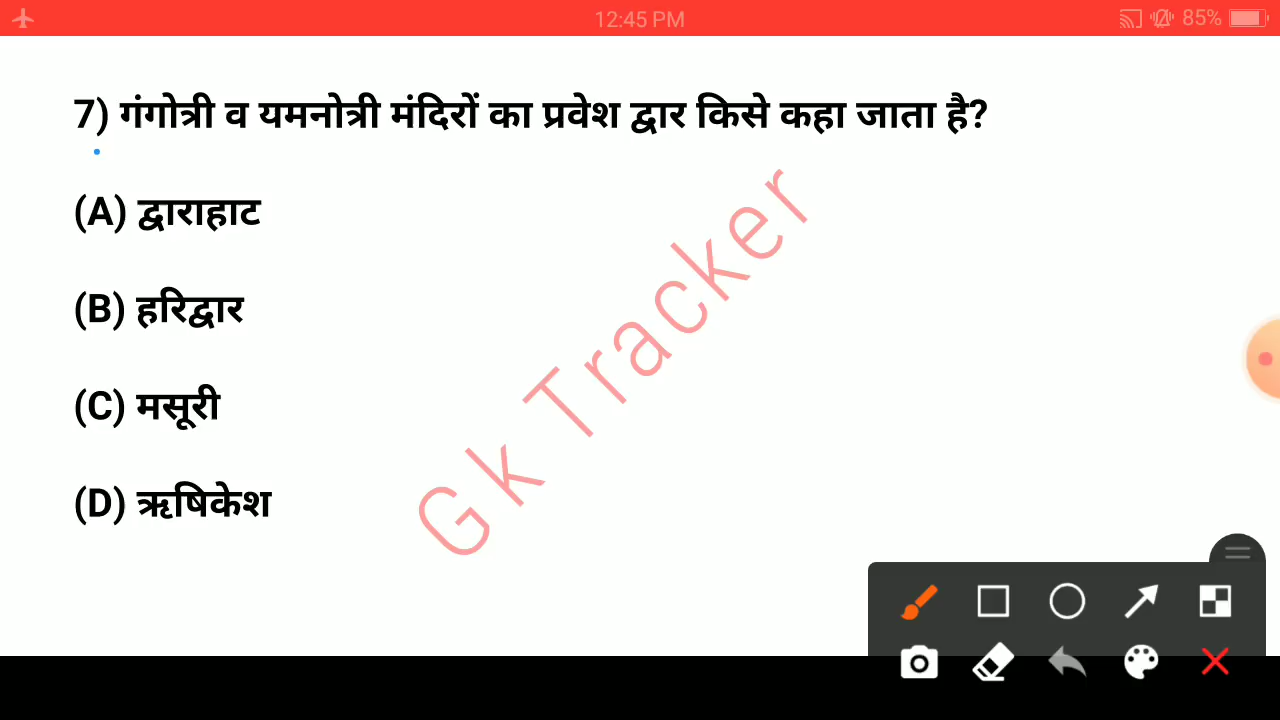 12:45 PM
85%
7) गंगोत्री व यमनोत्री मंदिरों का प्रवेश द्वार किसे कहा जाता है?
(A) द्वाराहाट
(B) हरिद्वार
(C) मसूरी
(D) ऋषिकेश
Gk Tracker